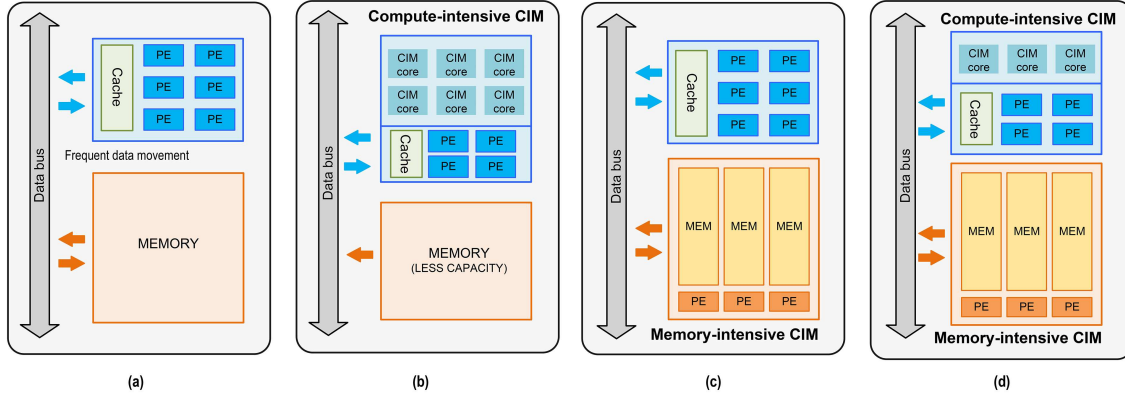 Data bus
Cache
PE
PE
PE
PE
PE
PE
Frequent data movement
MEMORY
(a)
Compute-intensive CIM
Data bus
CIM
core
CIM
core
CIM
core
CIM
core
CIM
core
CIM
core
Cache
PE
PE
PE
PE
MEMORY
(LESS CAPACITY)
(b)
Data bus
Cache
PE
PE
PE
PE
PE
PE
MEM
MEM
MEM
PE
PE
PE
Memory-intensive CIM
(c)
Compute-intensive CIM
Data bus
CIM
core
CIM
core
CIM
core
Cache
PE
PE
PE
PE
MEM
MEM
MEM
PE
PE
PE
Memory-intensive CIM
(d)